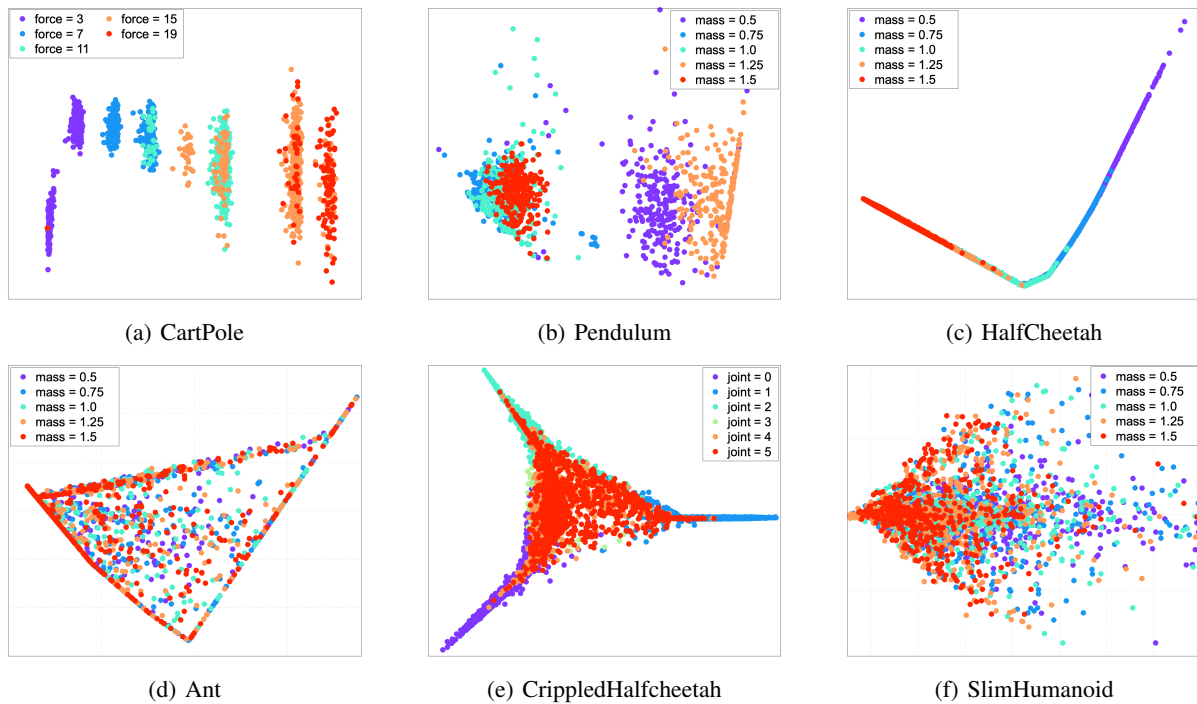 force = 3
force = 7
force = 11
force = 15
force = 19
(a) CartPole
mass = 0.5
mass = 0.75
mass = 1.0
mass = 1.25
mass = 1.5
(b) Pendulum
mass = 0.5
mass = 0.75
mass = 1.0
mass = 1.25
mass = 1.5
(c) HalfCheetah
mass = 0.5
mass = 0.75
mass = 1.0
mass = 1.25
mass = 1.5
(d) Ant
joint = 0
joint = 1
joint = 2
joint = 3
joint = 4
joint = 5
(e) CrippledHalfcheetah
mass = 0.5
mass = 0.75
mass = 1.0
mass = 1.25
mass = 1.5
(f) SlimHumanoid